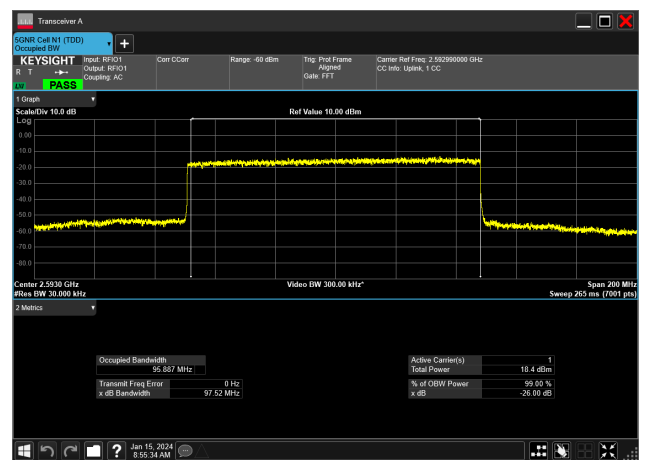 Transceiver A
5GNR Cell N1 (TDD)
Occupied BW
KEYSIGHT
R T
LV
PASS
Input: RFIO1
Output: RFIO1
Coupling: AC
Corr CCorr
Range: -60 dBm
Trig: Prot Frame
Aligned
Gate: FFT
Carrier Ref Freq: 2.592990000 GHz
CC Info: Uplink, 1 CC
1 Graph
Scale/Div 10.0 dB
Ref Value 10.00 dBm
Log
0.00
-10.0
-20.0
-30.0
-40.0
-50.0
-60.0
-70.0
-80.0
Center 2.5930 GHz
Video BW 300.00 kHz*
Span 200 MHz
#Res BW 30.000 kHz
Sweep 265 ms (7001 pts)
2 Metrics
Occupied Bandwidth
95.887 MHz
Transmit Freq Error 0 Hz
x dB Bandwidth 97.52 MHz
Active Carrier(s) 1
Total Power 18.4 dBm
% of OBW Power 99.00 %
x dB -26.00 dB
?
Jan 15, 2024
8:55:34 AM